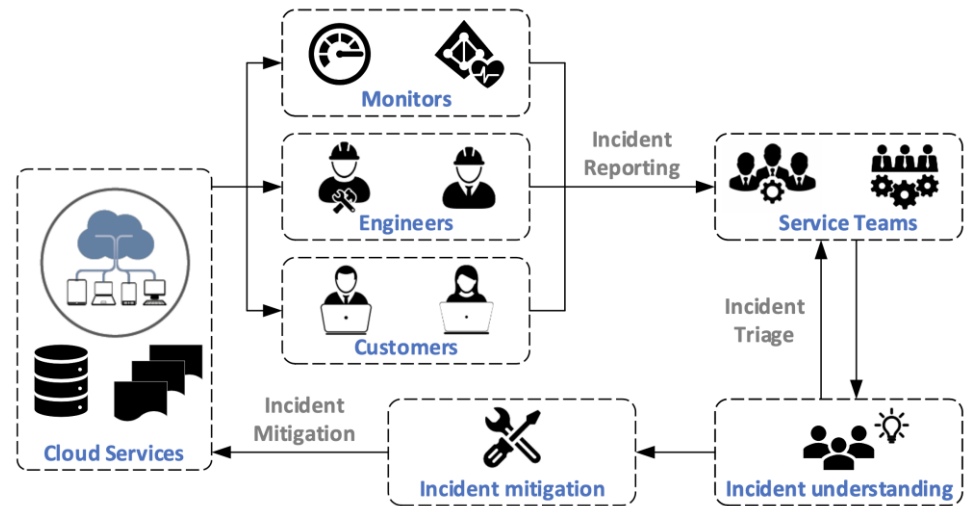 Monitors
Engineers
Customers
Cloud Services
Incident
Reporting
Service Teams
Incident
Triage
Incident understanding
Incident mitigation
Incident
Mitigation